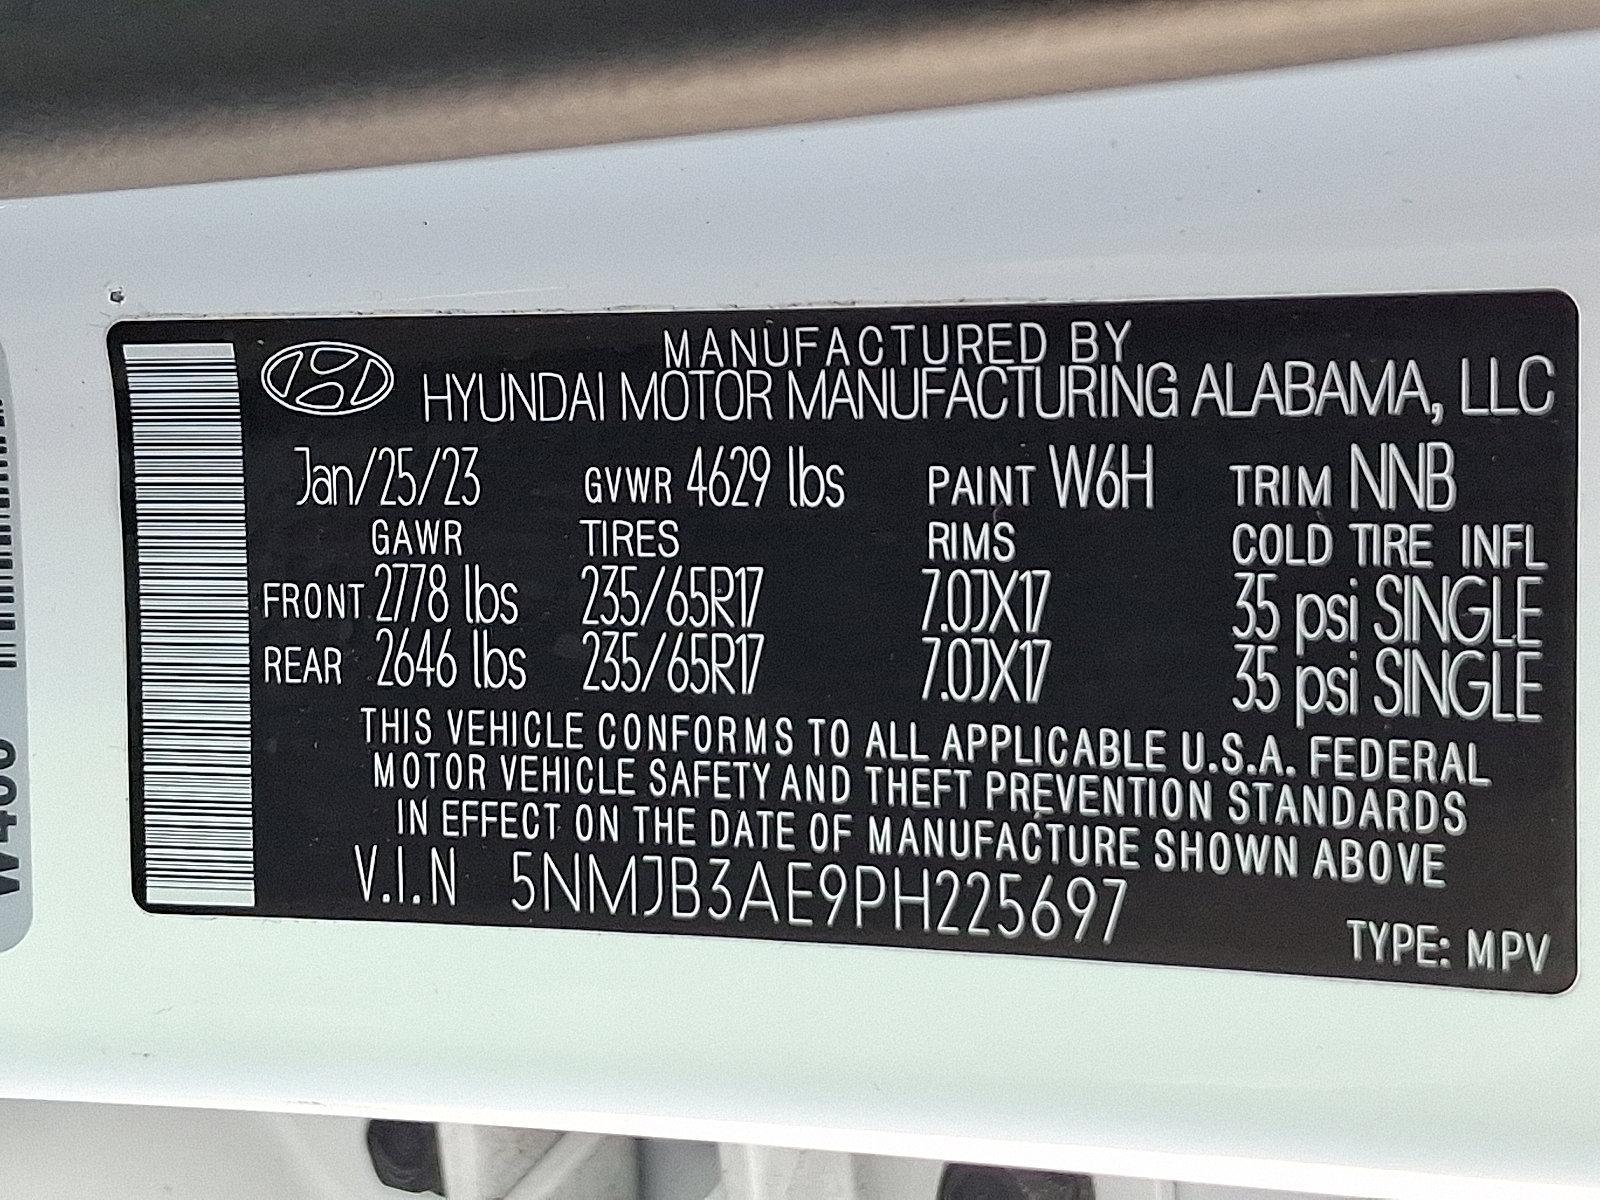 MANUFACTURED BY
HYUNDAI MOTOR MANUFACTURING ALABAMA, LLC
Jan/25/23 GVWR 4629 lbs PAINT W6H TRIM NNB
GAWR TIRES RIMS COLD TIRE INFL
FRONT 2778 lbs 235/65R17 7.0JX17 35 psi SINGLE
REAR 2646 lbs 235/65R17 7.0JX17 35 psi SINGLE
THIS VEHICLE CONFORMS TO ALL APPLICABLE U.S.A. FEDERAL
MOTOR VEHICLE SAFETY AND THEFT PREVENTION STANDARDS
IN EFFECT ON THE DATE OF MANUFACTURE SHOWN ABOVE
V.I.N 5NMJB3AE9PH225697
TYPE: MPV